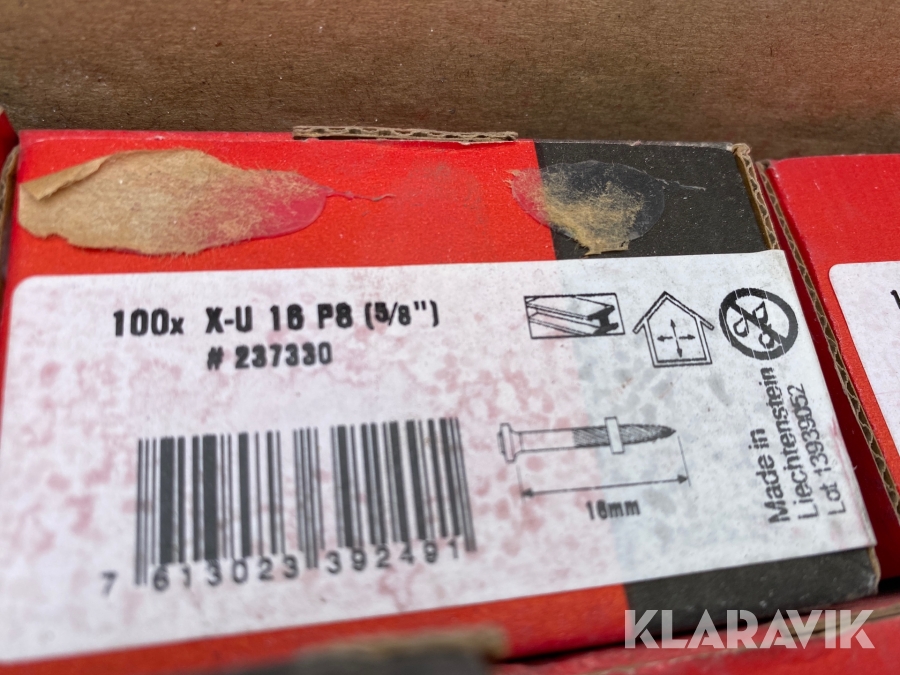 100x X-U 16 P8 (5/8")
# 237330
16mm
7 613023 392491
Made in
Liechtenstein
Lot 13939052
KLARAVIK